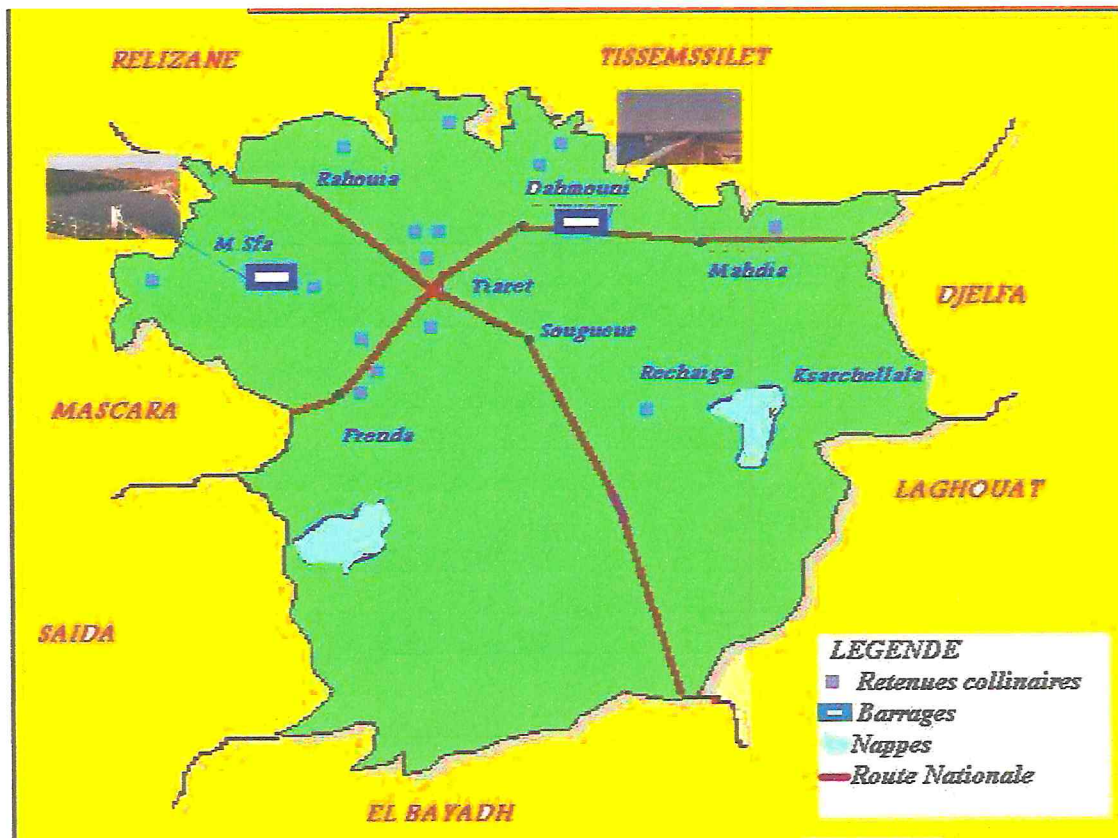 RELIZANE
TISSEMSSILET
Rahouia
Dahmouni
M. Sfa
Mahdia
Tiaret
DJELFA
Sougueur
Rechaiga
Ksarchellala
K
MASCARA
Frenda
LAGHOUAT
SAIDA
LEGENDE
Retenues collinaires
Barrages
Nappes
Route Nationale
EL BAYADH